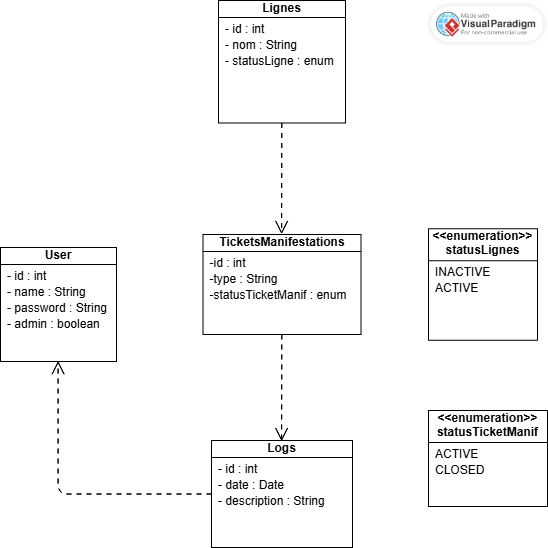 Lignes
- id : int
- nom : String
- statusLigne : enum
Made with
Visual Paradigm
For non-commercial use
TicketsManifestations
-id : int
-type : String
-statusTicketManif : enum
<<enumeration>>
statusLignes
INACTIVE
ACTIVE
User
- id : int
- name : String
- password : String
- admin : boolean
Logs
- id : int
- date : Date
- description : String
<<enumeration>>
statusTicketManif
ACTIVE
CLOSED